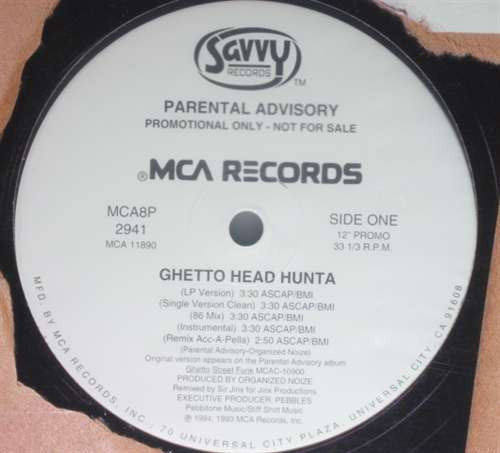 Savvy
RECORDS
TM
PARENTAL ADVISORY
PROMOTIONAL ONLY - NOT FOR SALE
®MCA RECORDS
MCA8P
2941
MCA 11890
SIDE ONE
12" PROMO
33 1/3 R.P.M.
GHETTO HEAD HUNTA
(LP Version) 3:30 ASCAP/BMI
(Single Version Clean) 3:30 ASCAP/BMI
(86 Mix) 3:30 ASCAP/BMI
(Instrumental) 3:30 ASCAP/BMI
(Remix Acc-A-Pella) 2:50 ASCAP/BMI
(Parental Advisory-Organized Noize)
Original version appears on the Parental Advisory album
Ghetto Street Funk MCAC-10900
PRODUCED BY ORGANIZED NOIZE
Remixed by Sir Jinx for Jinx Productions
EXECUTIVE PRODUCER: PEBBLES
Pebbitone Music/Stiff Shirt Music
℗ 1994, 1993 MCA Records, Inc.
MFD. BY MCA RECORDS, INC., 70 UNIVERSAL CITY PLAZA, UNIVERSAL CITY, CA 91608